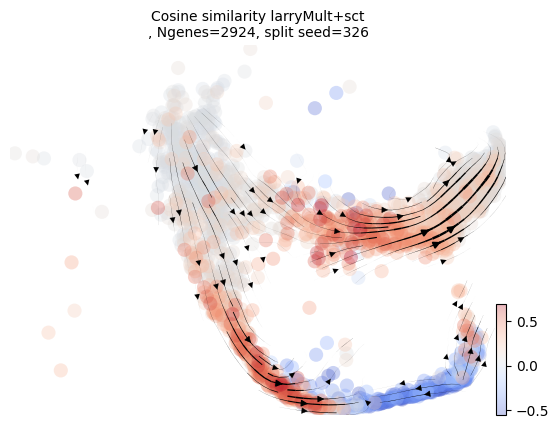 Cosine similarity larryMult+sct
, Ngenes=2924, split seed=326
0.5
0.0
−0.5